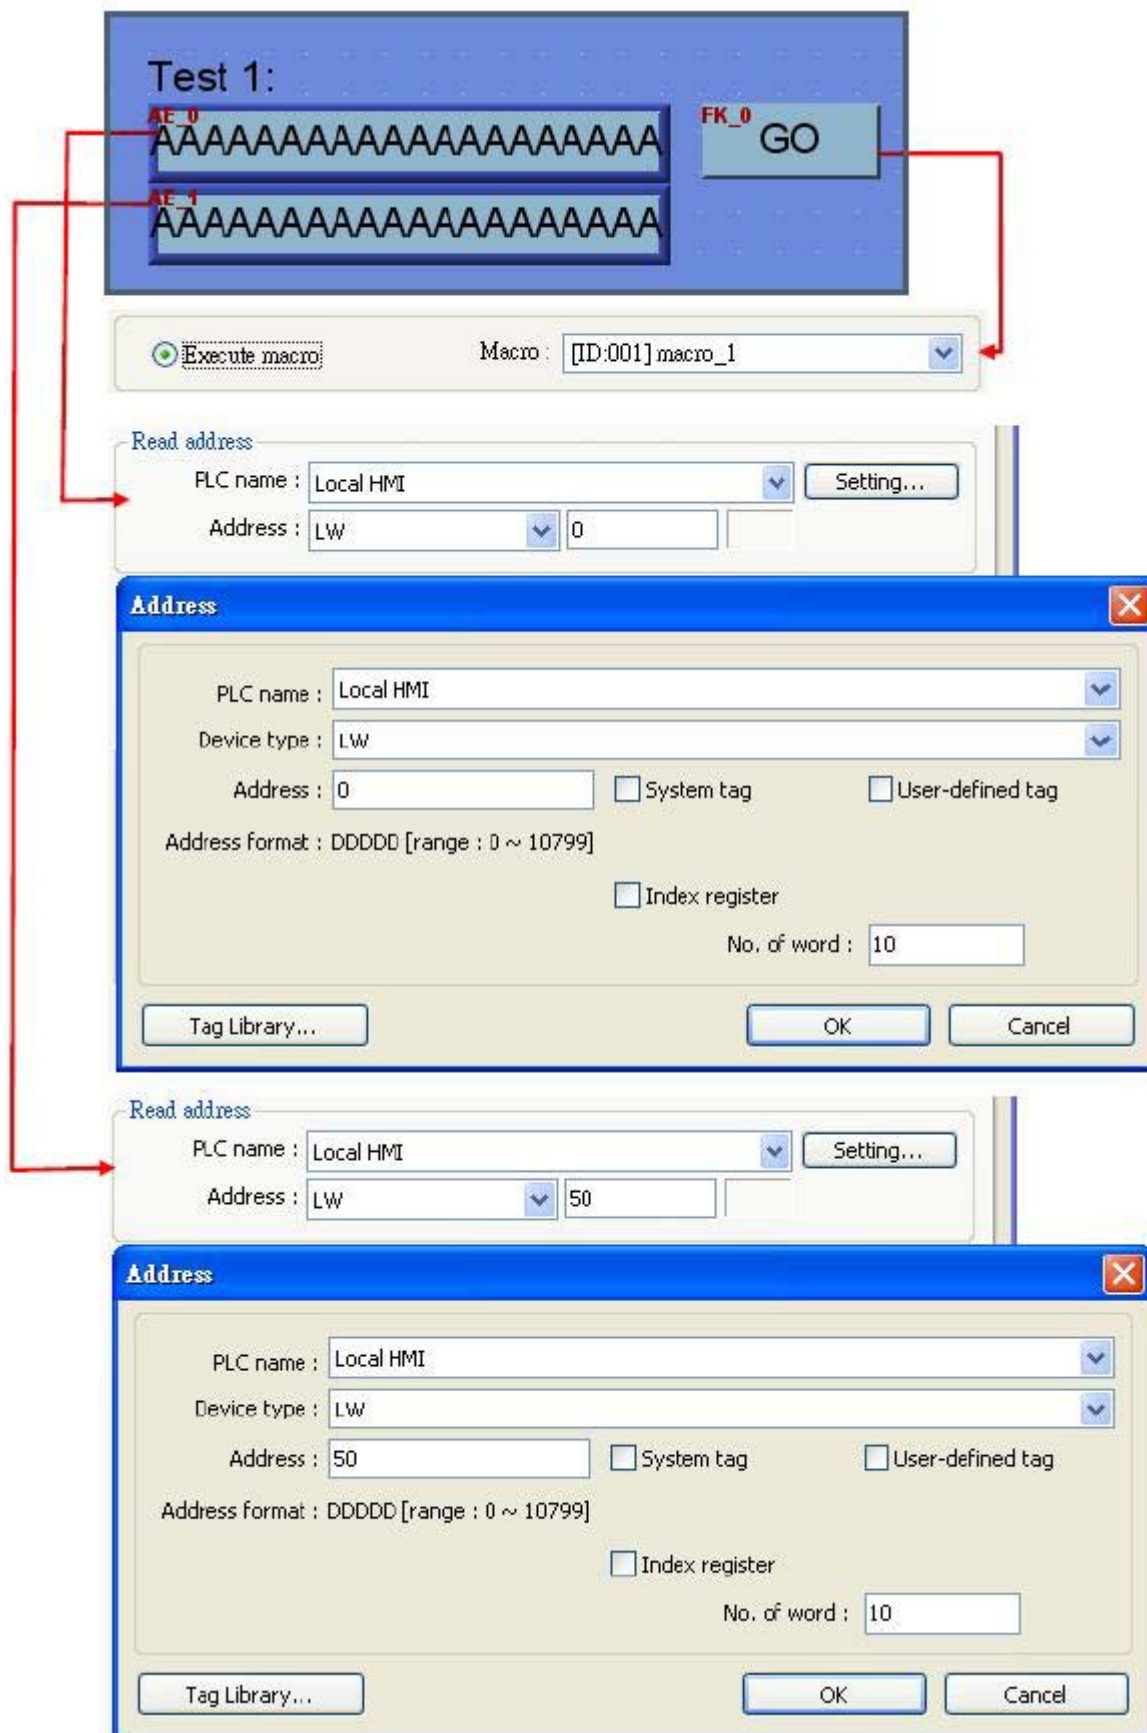 Test 1:
AE_0
AAAAAAAAAAAAAAAAAAAA
FK_0
GO
AE_1
AAAAAAAAAAAAAAAAAAAA
Execute macro Macro : [ID:001] macro_1
Read address
PLC name : Local HMI Setting...
Address : LW 0
Address
PLC name : Local HMI
Device type : LW
Address : 0 System tag User-defined tag
Address format : DDDDD [range : 0 ~ 10799]
Index register
No. of word : 10
Tag Library... OK Cancel
Read address
PLC name : Local HMI Setting...
Address : LW 50
Address
PLC name : Local HMI
Device type : LW
Address : 50 System tag User-defined tag
Address format : DDDDD [range : 0 ~ 10799]
Index register
No. of word : 10
Tag Library... OK Cancel